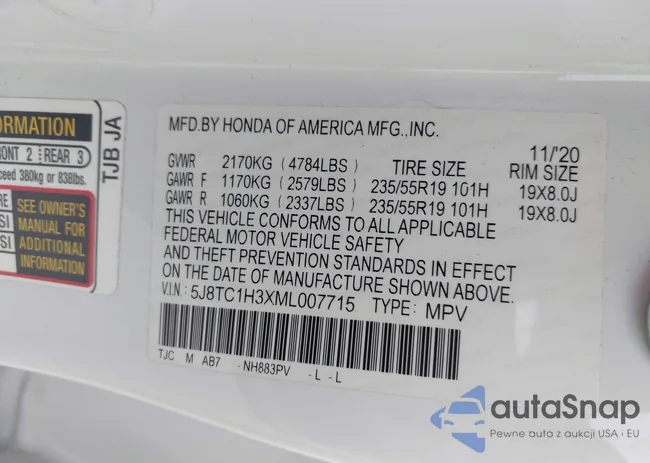 ORMATION
RONT 2 REAR 3
ceed 380kg or 838lbs.
SEE OWNER'S
MANUAL FOR
ADDITIONAL
INFORMATION
RE
SI
SI
TJB JA
MFD.BY HONDA OF AMERICA MFG.,INC.
11/'20
GVWR 2170KG (4784LBS) TIRE SIZE RIM SIZE
GAWR F 1170KG (2579LBS) 235/55R19 101H 19X8.0J
GAWR R 1060KG (2337LBS) 235/55R19 101H 19X8.0J
THIS VEHICLE CONFORMS TO ALL APPLICABLE
FEDERAL MOTOR VEHICLE SAFETY
AND THEFT PREVENTION STANDARDS IN EFFECT
ON THE DATE OF MANUFACTURE SHOWN ABOVE.
V.I.N.: 5J8TC1H3XML007715 TYPE: MPV
TJC M AB7 -NH883PV -L -L
autaSnap
Pewne auta z aukcji USA i EU